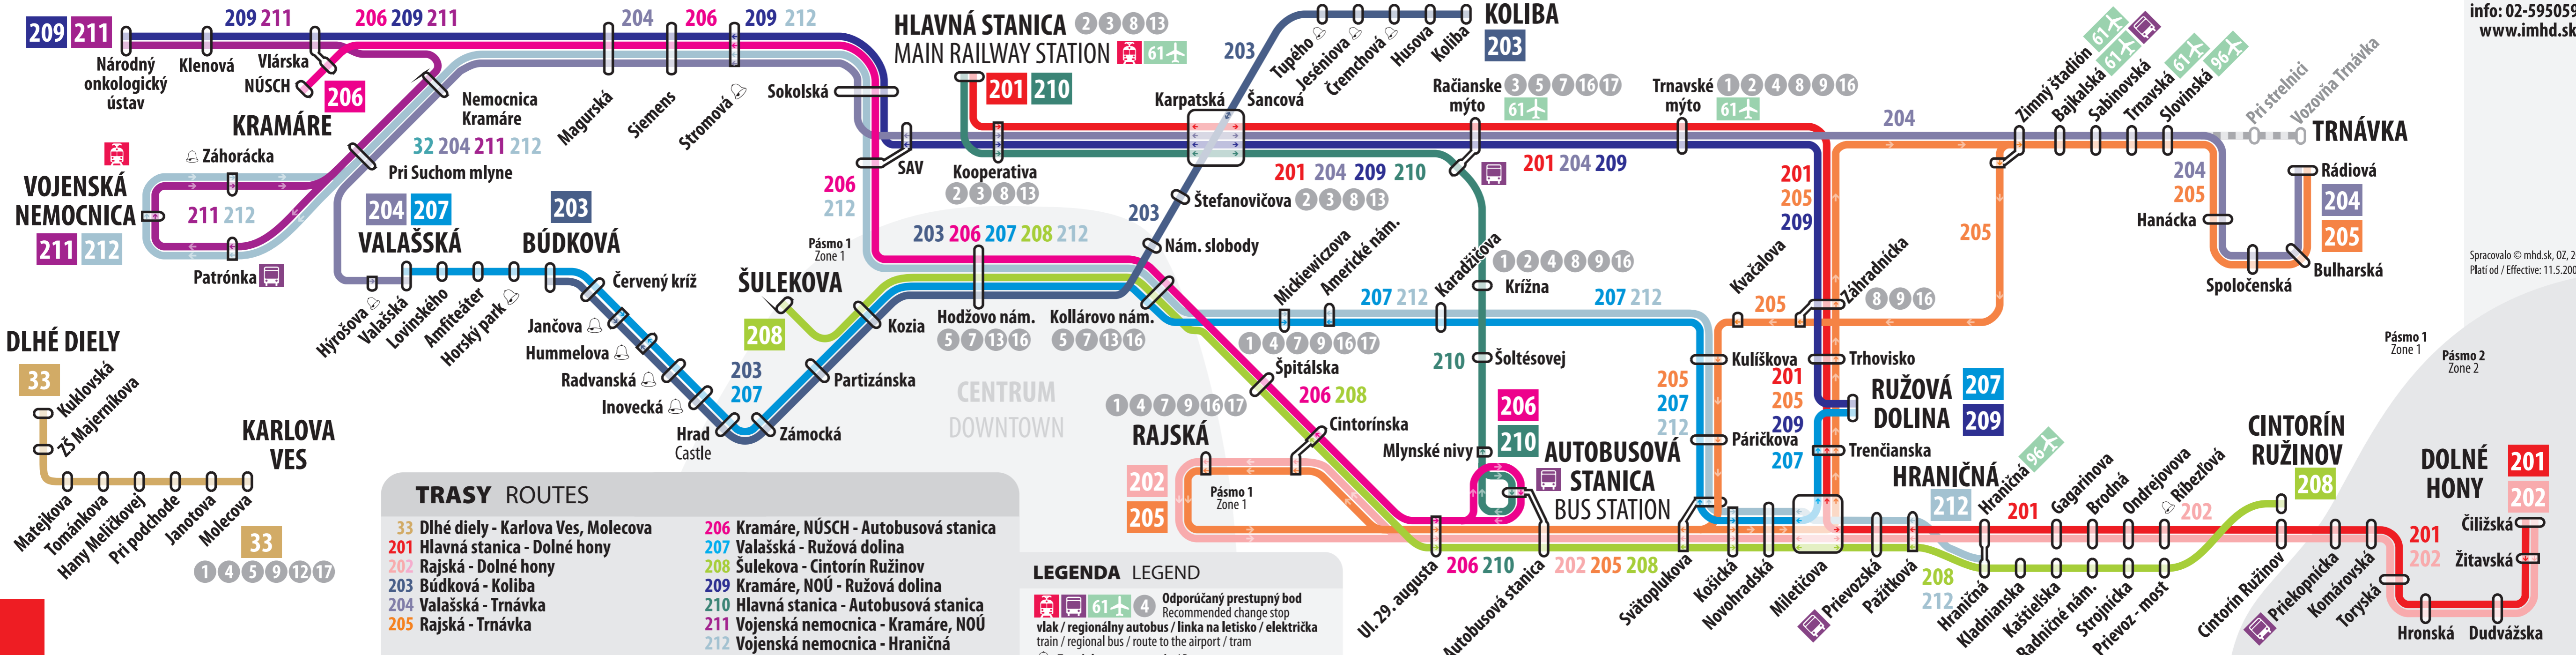 info: 02-595059
www.imhd.sk
209 211
209 211
206 209 211
204
206
209 212
Národný
onkologický
ústav
Klenová
Vlárska
NÚSCH
206
KRAMÁRE
Nemocnica
Kramáre
32 204 211 212
Pri Suchom mlyne
Magurská
Siemens
Stromová
Sokolská
SAV
206
212
Záhorácka
VOJENSKÁ
NEMOCNICA
211 212
211 212
Patrónka
HLAVNÁ STANICA 2 3 8 13
MAIN RAILWAY STATION 61
201 210
Kooperativa
2 3 8 13
Karpatská
Šancová
203
Tupého
Jeséniova
Čremchová
Husova
Koliba
KOLIBA
203
Račianske
mýto
3 5 7 16 17
61
Trnavské
mýto
1 2 4 8 9 16
61
201 204 209 210
201 204 209
204
Zimný štadión 61
Bajkalská 61
Sabinovská
Trnavská 61
Slovinská 96
Pri strelnici
Vozovňa Trnávka
TRNÁVKA
Rádiová
204
205
204
205
Hanácka
Spoločenská
Bulharská
Spracovalo © mhd.sk, OZ, 2
Platí od / Effective: 11.5.200
204 207
VALAŠSKÁ
203
BÚDKOVÁ
Hýrošova
Valašská
Lovinského
Amfiteáter
Horský park
Červený kríž
Jančova
Hummelova
Radvanská
Inovecká
Hrad
Castle
Zámocká
203
207
Partizánska
Kozia
ŠULEKOVA
208
Pásmo 1
Zone 1
203 206 207 208 212
Hodžovo nám.
5 7 13 16
Kollárovo nám.
5 7 13 16
203
Štefanovičova 2 3 8 13
Nám. slobody
Mickiewiczova
Americké nám.
1 4 7 9 16 17
207 212
Karadžičova
207 212
1 2 4 8 9 16
Krížna
210
Šoltésovej
Špitálska
206 208
CENTRUM
DOWNTOWN
1 4 7 9 16 17
RAJSKÁ
202
205
Pásmo 1
Zone 1
Cintorínska
Mlynské nivy
206
210
AUTOBUSOVÁ
STANICA
BUS STATION
Ul. 29. augusta
206 210
Autobusová stanica
202 205 208
Svätoplukova
Košická
Novohradská
Miletičova
Kvačalova
205
Záhradnícka
8 9 16
205
201
205
209
Kulíškova
205
207
212
Páričkova
Trhovisko
201
205
209
207
Trenčianska
RUŽOVÁ
DOLINA
207
209
Prievozská
Pažítková
HRANIČNÁ
212
Hraničná 96
201
208
212
Gagarinova
Brodná
Ondrejovova
Ríbezľová
202
Hraničná
Kladnianska
Kaštieľska
Radničné nám.
Strojnícka
Prievoz - most
Pásmo 1
Zone 1
Pásmo 2
Zone 2
CINTORÍN
RUŽINOV
208
Cintorín Ružinov
Priekopnícka
Komárovská
Toryská
201
202
DOLNÉ
HONY
201
202
Čiližská
Žitavská
Hronská
Dudvážska
DLHÉ DIELY
33
Kuklovská
ZŠ Majerníkova
Matejkova
Tománkova
Hany Meličkovej
Pri podchode
Janotova
Molecova
KARLOVA
VES
33
1 4 5 9 12 17
TRASY ROUTES
33 Dlhé diely - Karlova Ves, Molecova
201 Hlavná stanica - Dolné hony
202 Rajská - Dolné hony
203 Búdková - Koliba
204 Valašská - Trnávka
205 Rajská - Trnávka
206 Kramáre, NÚSCH - Autobusová stanica
207 Valašská - Ružová dolina
208 Šulekova - Cintorín Ružinov
209 Kramáre, NOÚ - Ružová dolina
210 Hlavná stanica - Autobusová stanica
211 Vojenská nemocnica - Kramáre, NOÚ
212 Vojenská nemocnica - Hraničná
LEGENDA LEGEND
61 4 Odporúčaný prestupný bod
Recommended change stop
vlak / regionálny autobus / linka na letisko / električka
train / regional bus / route to the airport / tram